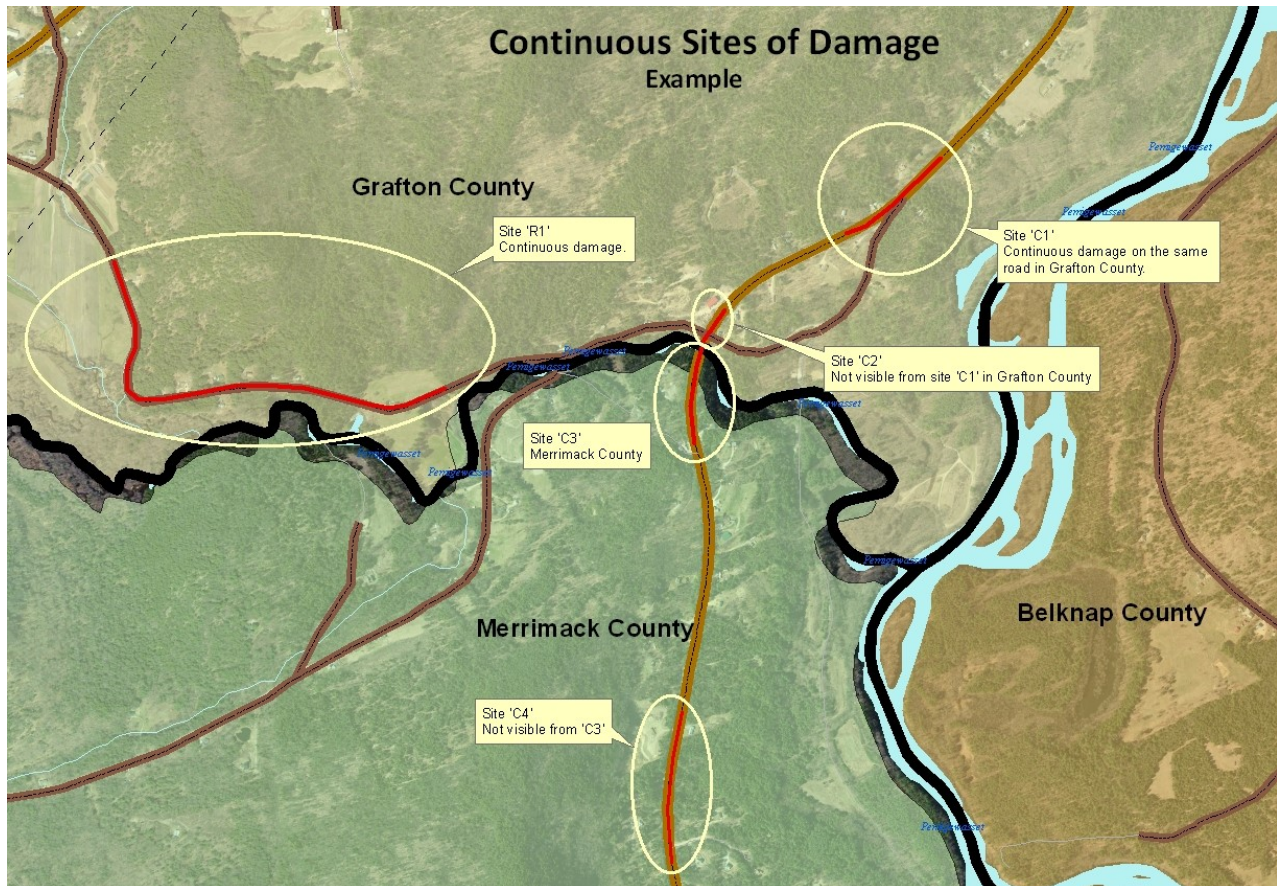 Continuous Sites of Damage
Example
Pemigewasset
Pemigewasset
Grafton County
Site 'R1'
Continuous damage.
Site 'C1'
Continuous damage on the same
road in Grafton County.
Pemigewasset
Pemigewasset
Site 'C2'
Not visible from site 'C1' in Grafton County
Pemigewasset
Site 'C3'
Merrimack County
Pemigewasset
Pemigewasset
Pemigewasset
Merrimack County
Belknap County
Site 'C4'
Not visible from 'C3'
Pemigewasset